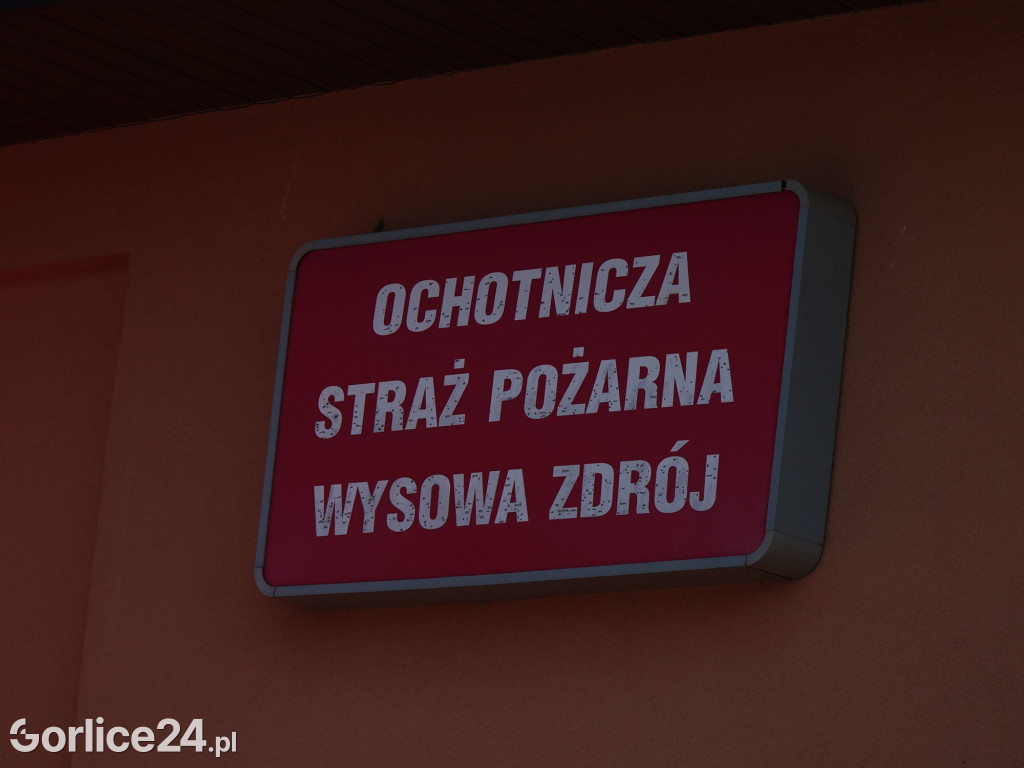 OCHOTNICZA
STRAŻ POŻARNA
WYSOWA ZDRÓJ
Gorlice24.pl